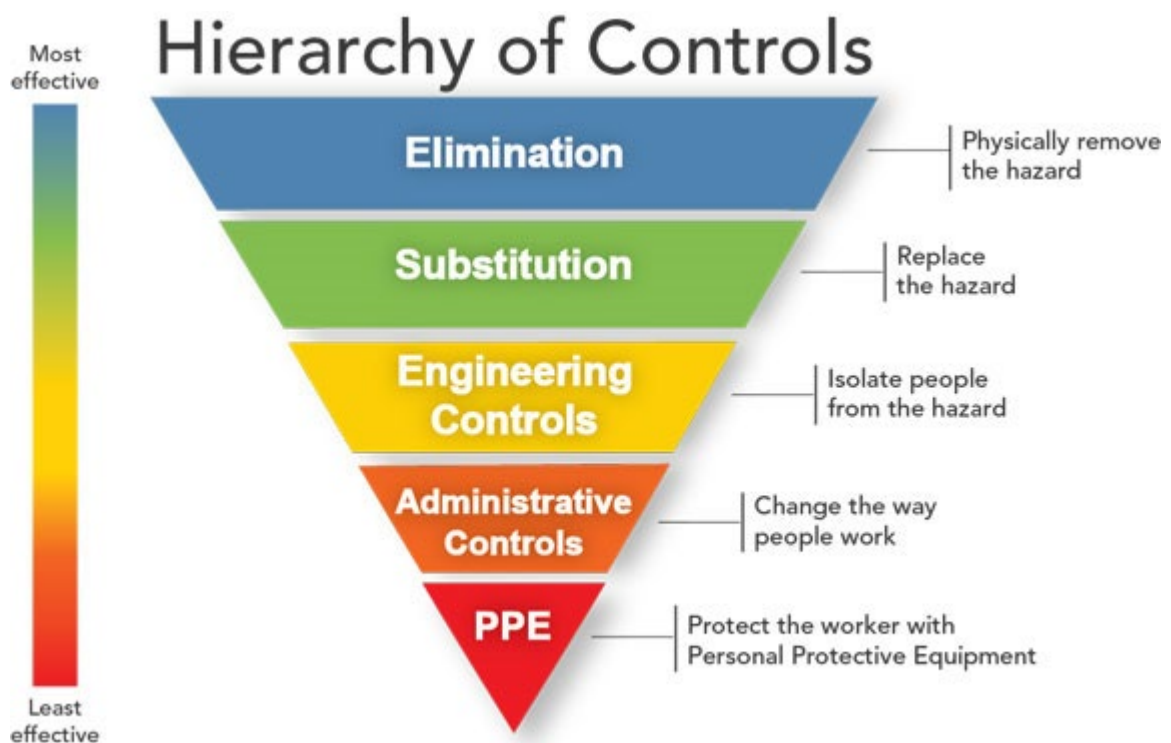 Hierarchy of Controls
Most
effective
Elimination
Physically remove
the hazard
Substitution
Replace
the hazard
Engineering
Controls
Isolate people
from the hazard
Administrative
Controls
Change the way
people work
PPE
Protect the worker with
Personal Protective Equipment
Least
effective